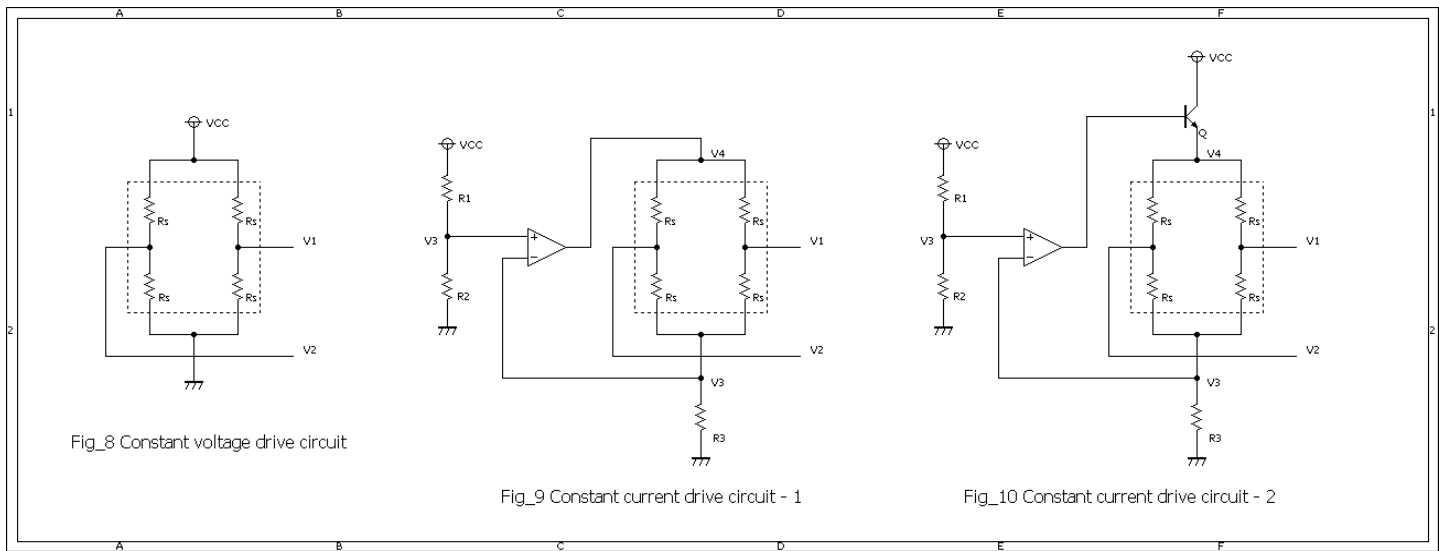 A B C D E F
1 1
2 2
VCC
Rs Rs
V1
Rs Rs
V2
Fig_8 Constant voltage drive circuit
VCC
R1
V3
R2
+
−
V4
Rs Rs
V1
Rs Rs
V2
V3
R3
Fig_9 Constant current drive circuit - 1
VCC
Q
VCC
R1
V3
R2
+
−
V4
Rs Rs
V1
Rs Rs
V2
V3
R3
Fig_10 Constant current drive circuit - 2
A B C D E F